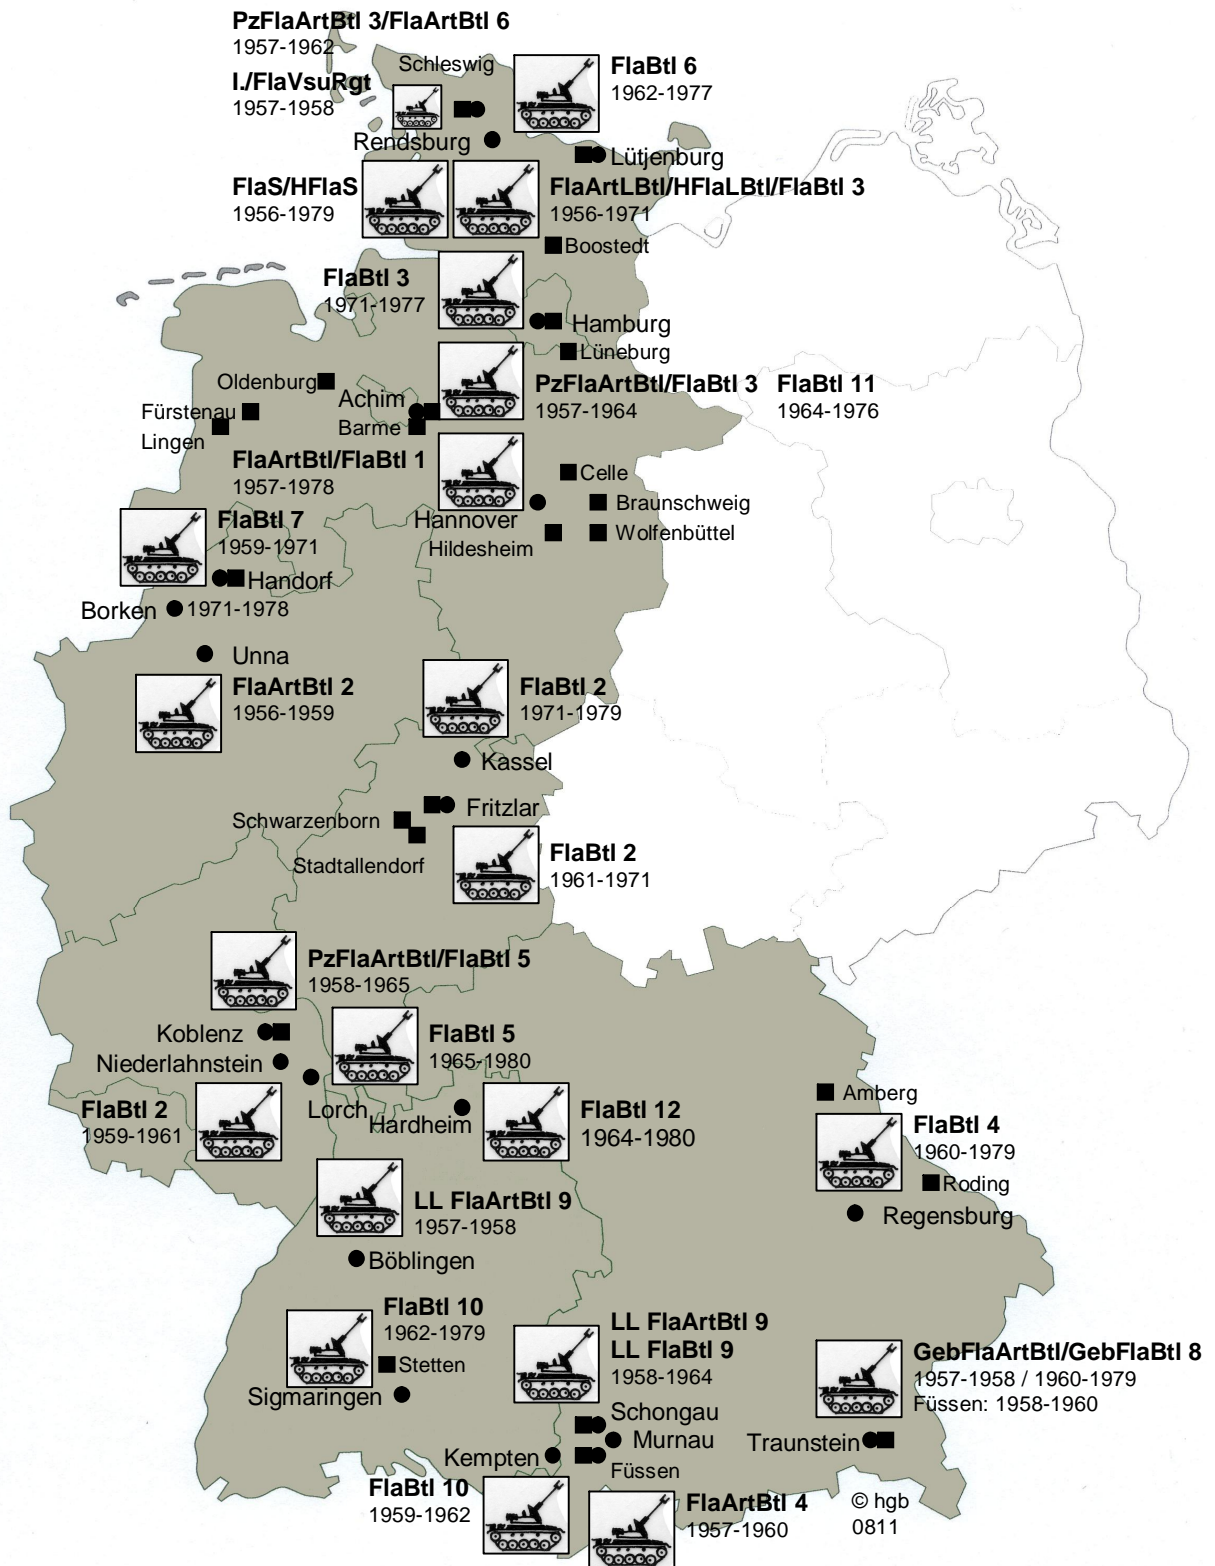 PzFlaArtBtl 3/FlaArtBtl 6
1957-1962
Schleswig
FlaBtl 6
1962-1977
I./FlaVsuRgt
1957-1958
Rendsburg
Lütjenburg
FlaS/HFlaS
1956-1979
FlaArtLBtl/HFlaLBtl/FlaBtl 3
1956-1971
Boostedt
FlaBtl 3
1971-1977
Hamburg
Lüneburg
Oldenburg
Achim
PzFlaArtBtl/FlaBtl 3
1957-1964
FlaBtl 11
1964-1976
Fürstenau
Barme
Lingen
FlaArtBtl/FlaBtl 1
1957-1978
Celle
Braunschweig
Hannover
Hildesheim
Wolfenbüttel
FlaBtl 7
1959-1971
Handorf
Borken
1971-1978
Unna
FlaArtBtl 2
1956-1959
FlaBtl 2
1971-1979
Kassel
Fritzlar
Schwarzenborn
Stadtallendorf
FlaBtl 2
1961-1971
PzFlaArtBtl/FlaBtl 5
1958-1965
Koblenz
FlaBtl 5
1965-1980
Niederlahnstein
Lorch
Hardheim
FlaBtl 2
1959-1961
FlaBtl 12
1964-1980
Amberg
FlaBtl 4
1960-1979
Roding
Regensburg
LL FlaArtBtl 9
1957-1958
Böblingen
FlaBtl 10
1962-1979
Stetten
Sigmaringen
LL FlaArtBtl 9
LL FlaBtl 9
1958-1964
GebFlaArtBtl/GebFlaBtl 8
1957-1958 / 1960-1979
Füssen: 1958-1960
Schongau
Murnau
Traunstein
Kempten
Füssen
FlaBtl 10
1959-1962
FlaArtBtl 4
1957-1960
© hgb
0811